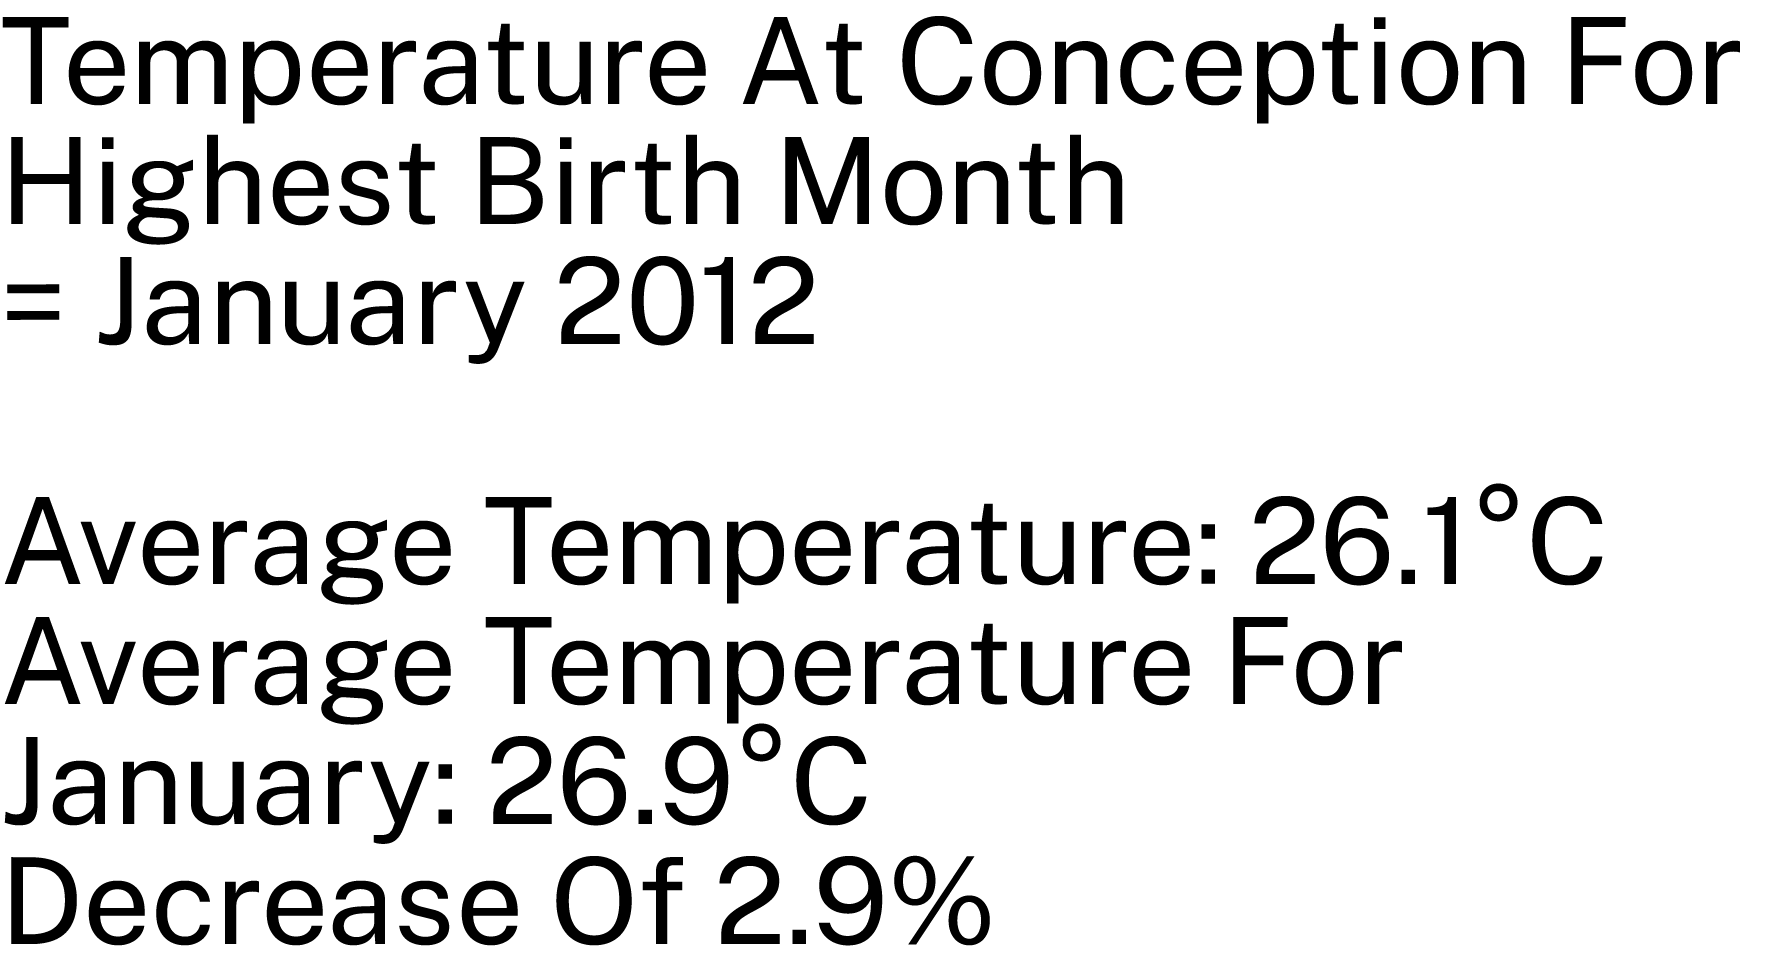 Temperature At Conception For
Highest Birth Month
= January 2012
Average Temperature: 26.1°C
Average Temperature For
January: 26.9°C
Decrease Of 2.9%